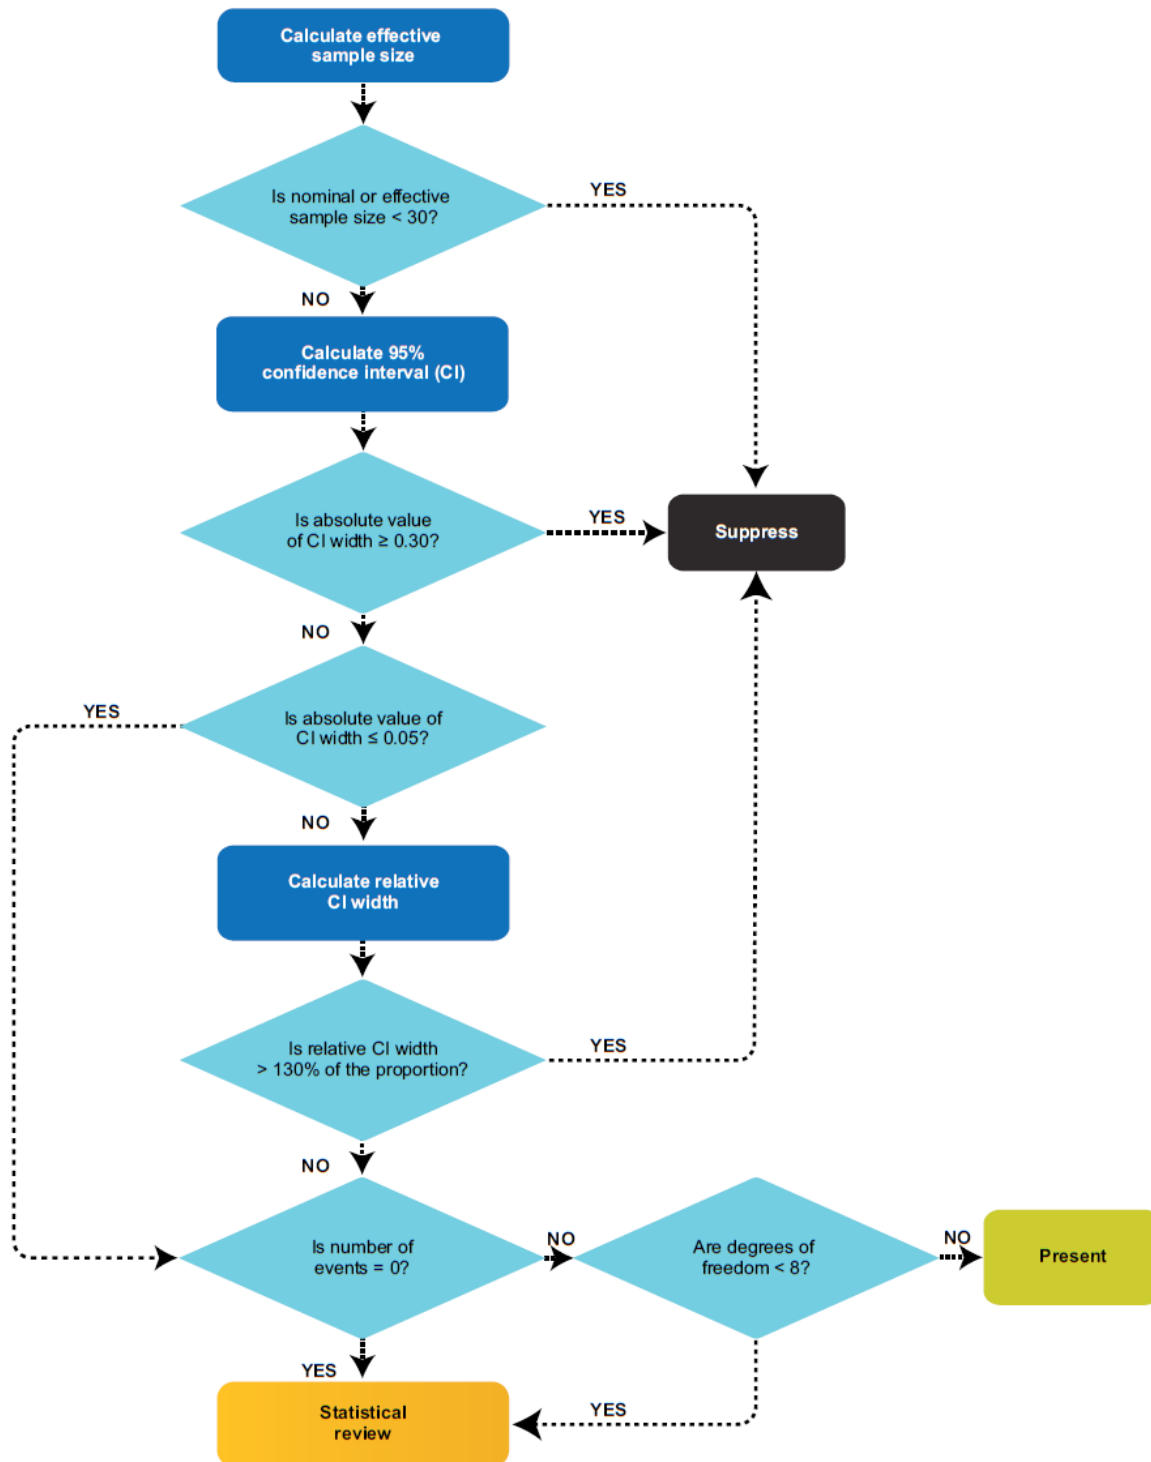 Calculate effective
sample size
Is nominal or effective
sample size < 30?
YES
NO
Calculate 95%
confidence interval (CI)
Is absolute value
of CI width ≥ 0.30?
YES
Suppress
NO
Is absolute value of
CI width ≤ 0.05?
YES
NO
Calculate relative
CI width
Is relative CI width
> 130% of the proportion?
YES
NO
Is number of
events = 0?
NO
Are degrees of
freedom < 8?
NO
Present
YES
Statistical
review
YES